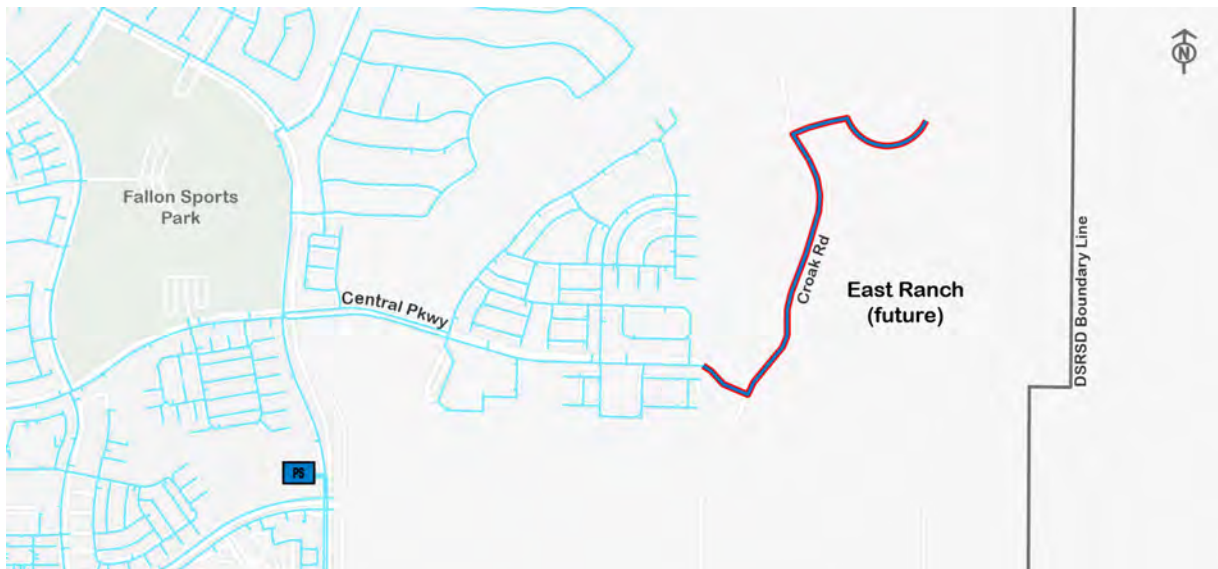 N
Fallon Sports
Park
Central Pkwy
Croak Rd
East Ranch
(future)
DSRSD Boundary Line
PS